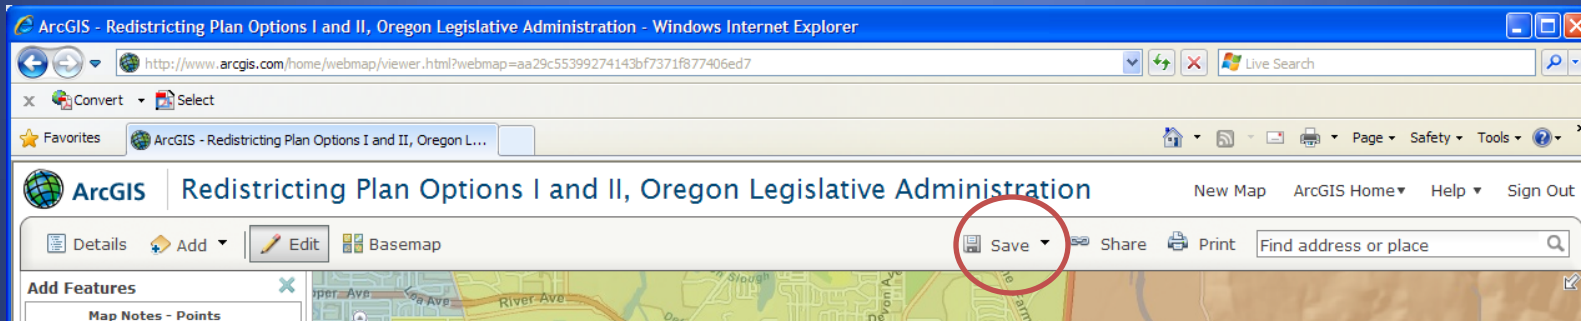 ArcGIS - Redistricting Plan Options I and II, Oregon Legislative Administration - Windows Internet Explorer
http://www.arcgis.com/home/webmap/viewer.html?webmap=aa29c55399274143bf7371f877406ed7 Live Search
x Convert Select
Favorites ArcGIS - Redistricting Plan Options I and II, Oregon L... Page Safety Tools
ArcGIS Redistricting Plan Options I and II, Oregon Legislative Administration New Map ArcGIS Home Help Sign Out
Details Add Edit Basemap Save Share Print Find address or place
Add Features
Map Notes - Points
River Ave
Slough